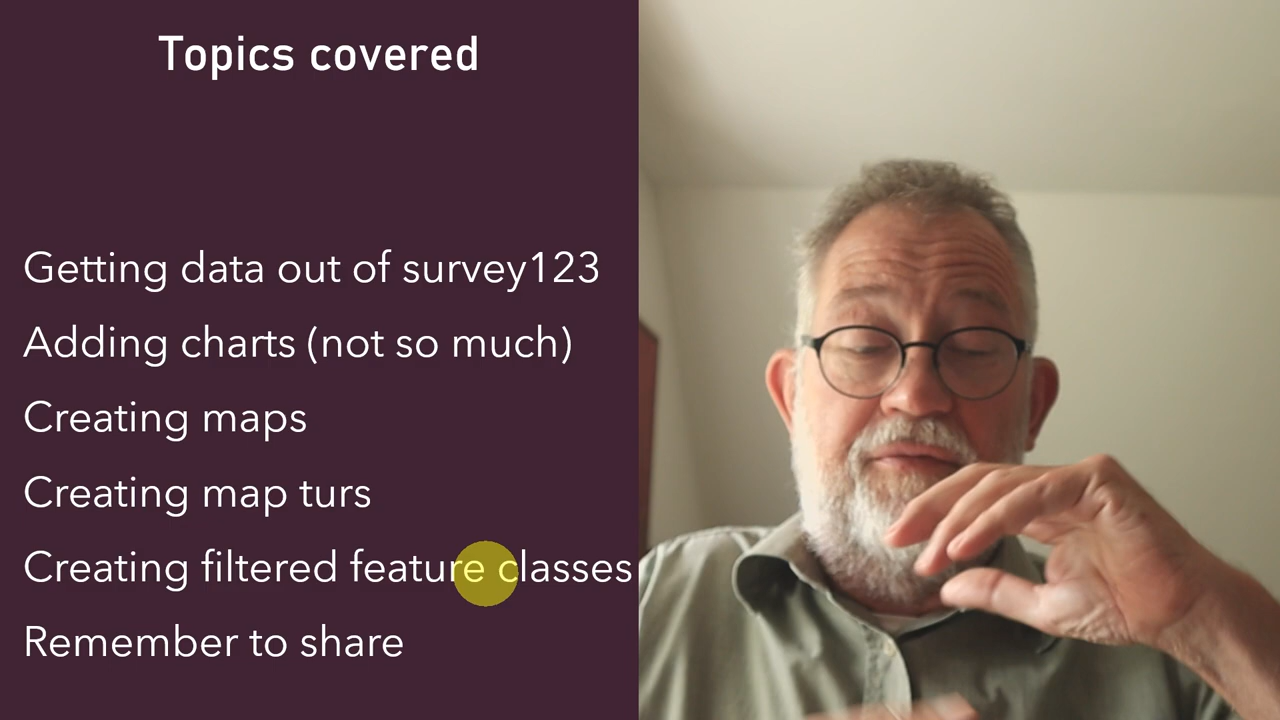 Topics covered
Getting data out of survey123
Adding charts (not so much)
Creating maps
Creating map turs
Creating filtered feature classes
Remember to share